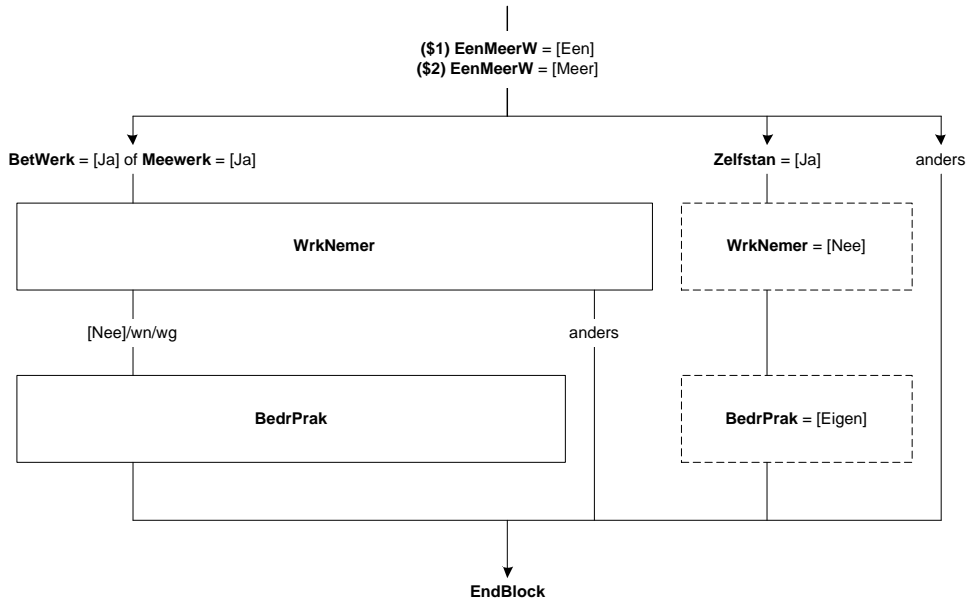 ($1) EenMeerW = [Een]
($2) EenMeerW = [Meer]
BetWerk = [Ja] of Meewerk = [Ja]
Zelfstan = [Ja]
anders
WrkNemer
WrkNemer = [Nee]
[Nee]/wn/wg
anders
BedrPrak
BedrPrak = [Eigen]
EndBlock